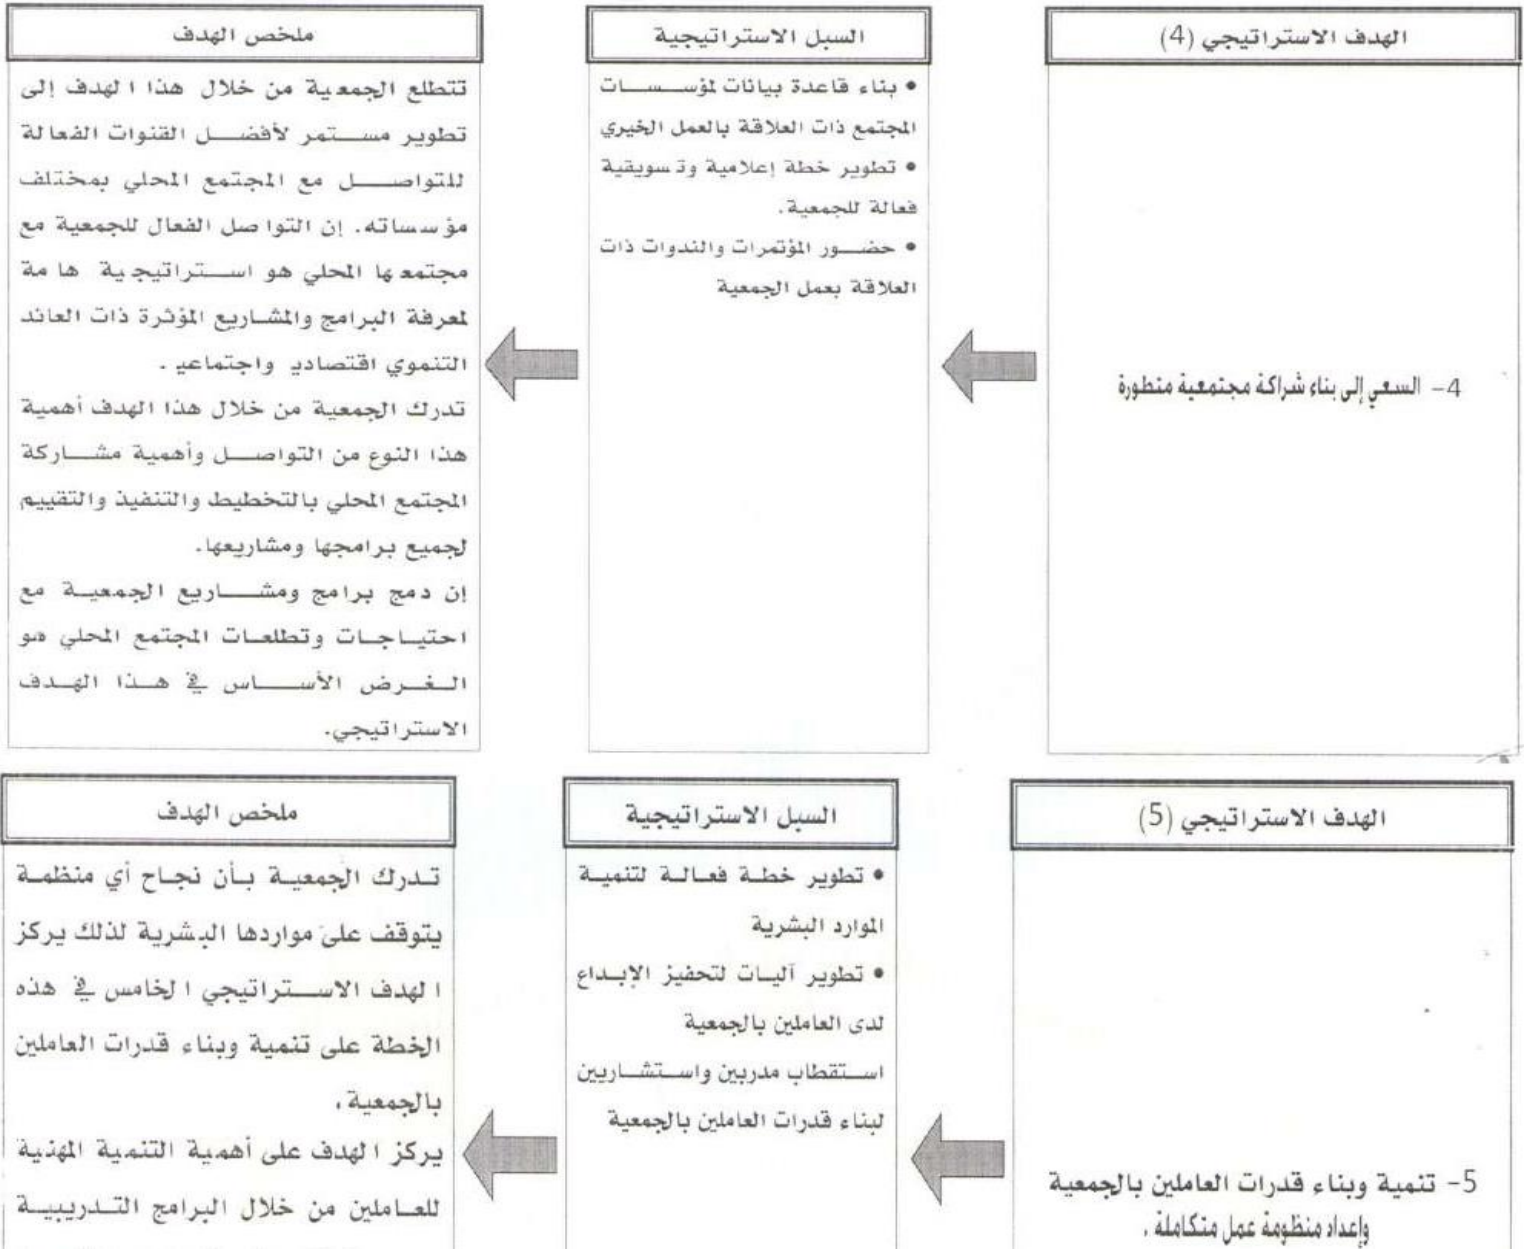 الهدف الاستراتيجي (4)
4- السعي إلى بناء شراكة مجتمعية متطورة
السبل الاستراتيجية
• بناء قاعدة بيانات لمؤسسات
المجتمع ذات العلاقة بالعمل الخيري
• تطوير خطة إعلامية وتسويقية
فعالة للجمعية.
• حضور المؤتمرات والندوات ذات
العلاقة بعمل الجمعية
ملخص الهدف
تتطلع الجمعية من خلال هذا الهدف إلى
تطوير مستمر لأفضل القنوات الفعالة
للتواصل مع المجتمع المحلي بمختلف
مؤسساته. إن التواصل الفعال للجمعية مع
مجتمعها المحلي هو استراتيجية هامة
لمعرفة البرامج والمشاريع المؤثرة ذات العائد
التنموي اقتصاديـ واجتماعيـ .
تدرك الجمعية من خلال هذا الهدف أهمية
هذا النوع من التواصل وأهمية مشاركة
المجتمع المحلي بالتخطيط والتنفيذ والتقييم
لجميع برامجها ومشاريعها.
إن دمج برامج ومشاريع الجمعية مع
احتياجات وتطلعات المجتمع المحلي هو
الغرض الأساس في هذا الهدف
الاستراتيجي.
الهدف الاستراتيجي (5)
5- تنمية وبناء قدرات العاملين بالجمعية
وإعداد منظومة عمل متكاملة .
السبل الاستراتيجية
• تطوير خطة فعالة لتنمية
الموارد البشرية
• تطوير آليات لتحفيز الإبداع
لدى العاملين بالجمعية
استقطاب مدربين واستشاريين
لبناء قدرات العاملين بالجمعية
ملخص الهدف
تدرك الجمعية بأن نجاح أي منظمة
يتوقف على مواردها البشرية لذلك يركز
الهدف الاستراتيجي الخامس في هذه
الخطة على تنمية وبناء قدرات العاملين
بالجمعية .
يركز الهدف على أهمية التنمية المهنية
للعاملين من خلال البرامج التدريبية